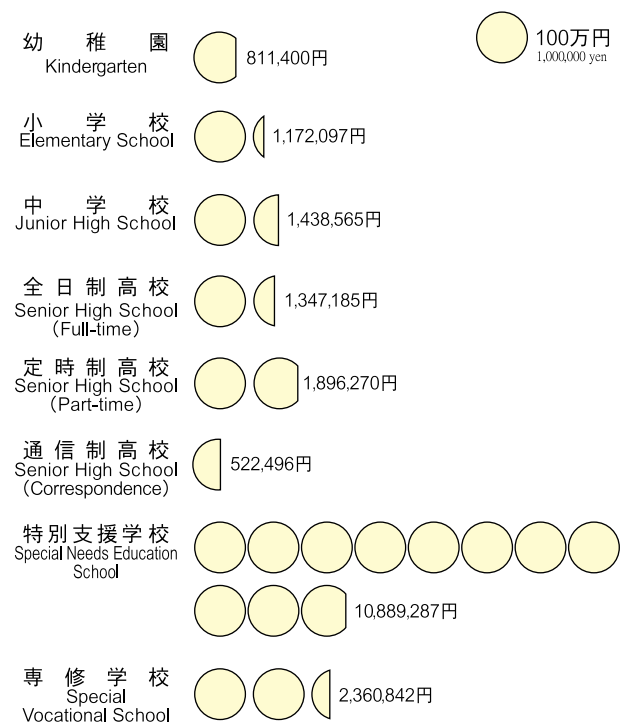 100万円
1,000,000 yen
幼稚園
Kindergarten
811,400円
小学校
Elementary School
1,172,097円
中学校
Junior High School
1,438,565円
全日制高校
Senior High School
（Full-time）
1,347,185円
定時制高校
Senior High School
（Part-time）
1,896,270円
通信制高校
Senior High School
（Correspondence）
522,496円
特別支援学校
Special Needs Education
School
10,889,287円
専修学校
Special
Vocational School
2,360,842円